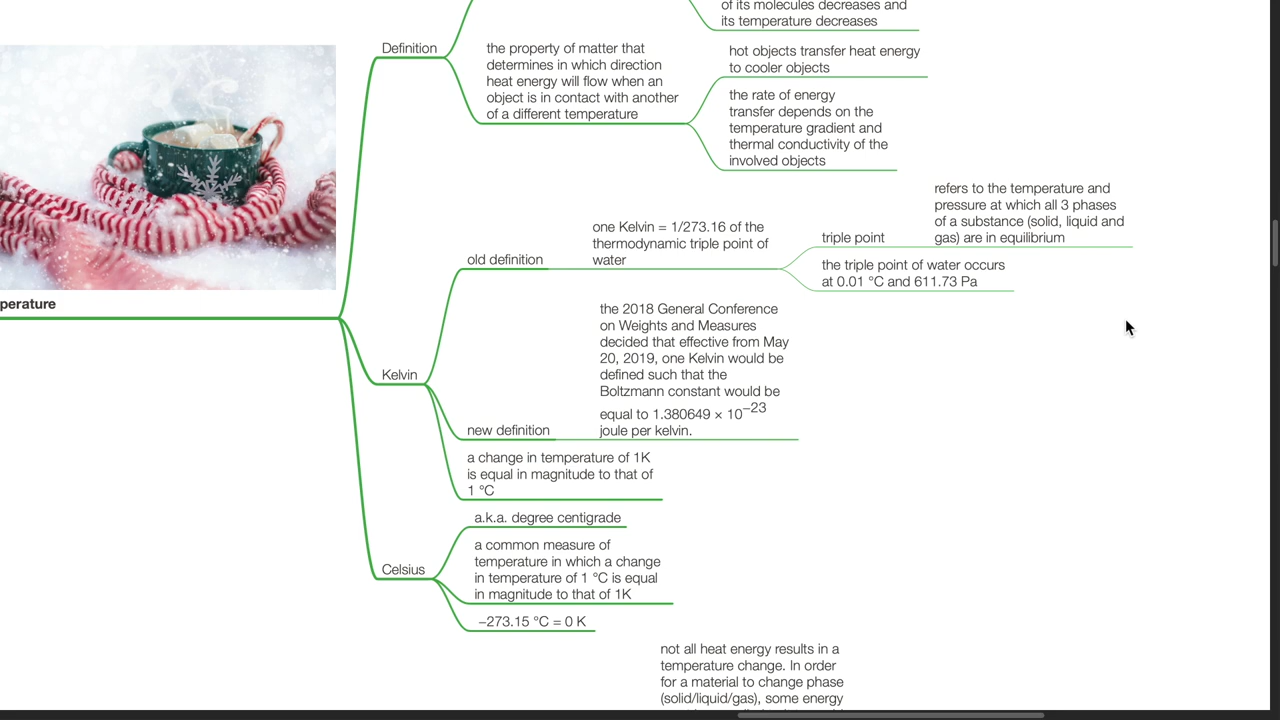 of its molecules decreases and
its temperature decreases
Definition
the property of matter that
determines in which direction
heat energy will flow when an
object is in contact with another
of a different temperature
hot objects transfer heat energy
to cooler objects
the rate of energy
transfer depends on the
temperature gradient and
thermal conductivity of the
involved objects
perature
Kelvin
old definition
one Kelvin = 1/273.16 of the
thermodynamic triple point of
water
triple point
refers to the temperature and
pressure at which all 3 phases
of a substance (solid, liquid and
gas) are in equilibrium
the triple point of water occurs
at 0.01 °C and 611.73 Pa
new definition
the 2018 General Conference
on Weights and Measures
decided that effective from May
20, 2019, one Kelvin would be
defined such that the
Boltzmann constant would be
equal to 1.380649 × 10⁻²³
joule per kelvin.
a change in temperature of 1K
is equal in magnitude to that of
1 °C
Celsius
a.k.a. degree centigrade
a common measure of
temperature in which a change
in temperature of 1 °C is equal
in magnitude to that of 1K
−273.15 °C = 0 K
not all heat energy results in a
temperature change. In order
for a material to change phase
(solid/liquid/gas), some energy